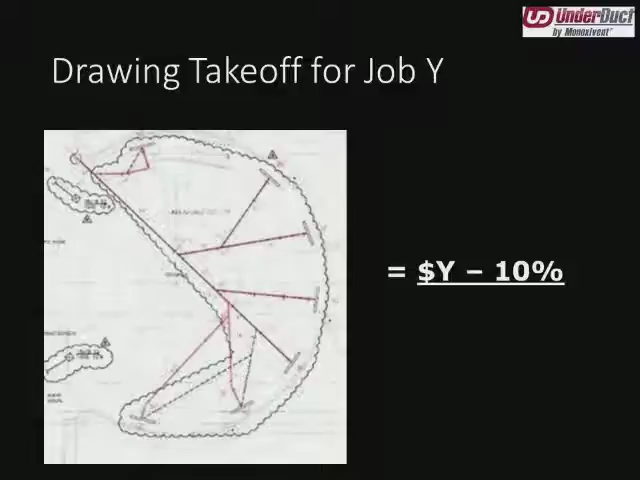 UnderDuct
by Monoxivent
Drawing Takeoff for Job Y
= $Y – 10%